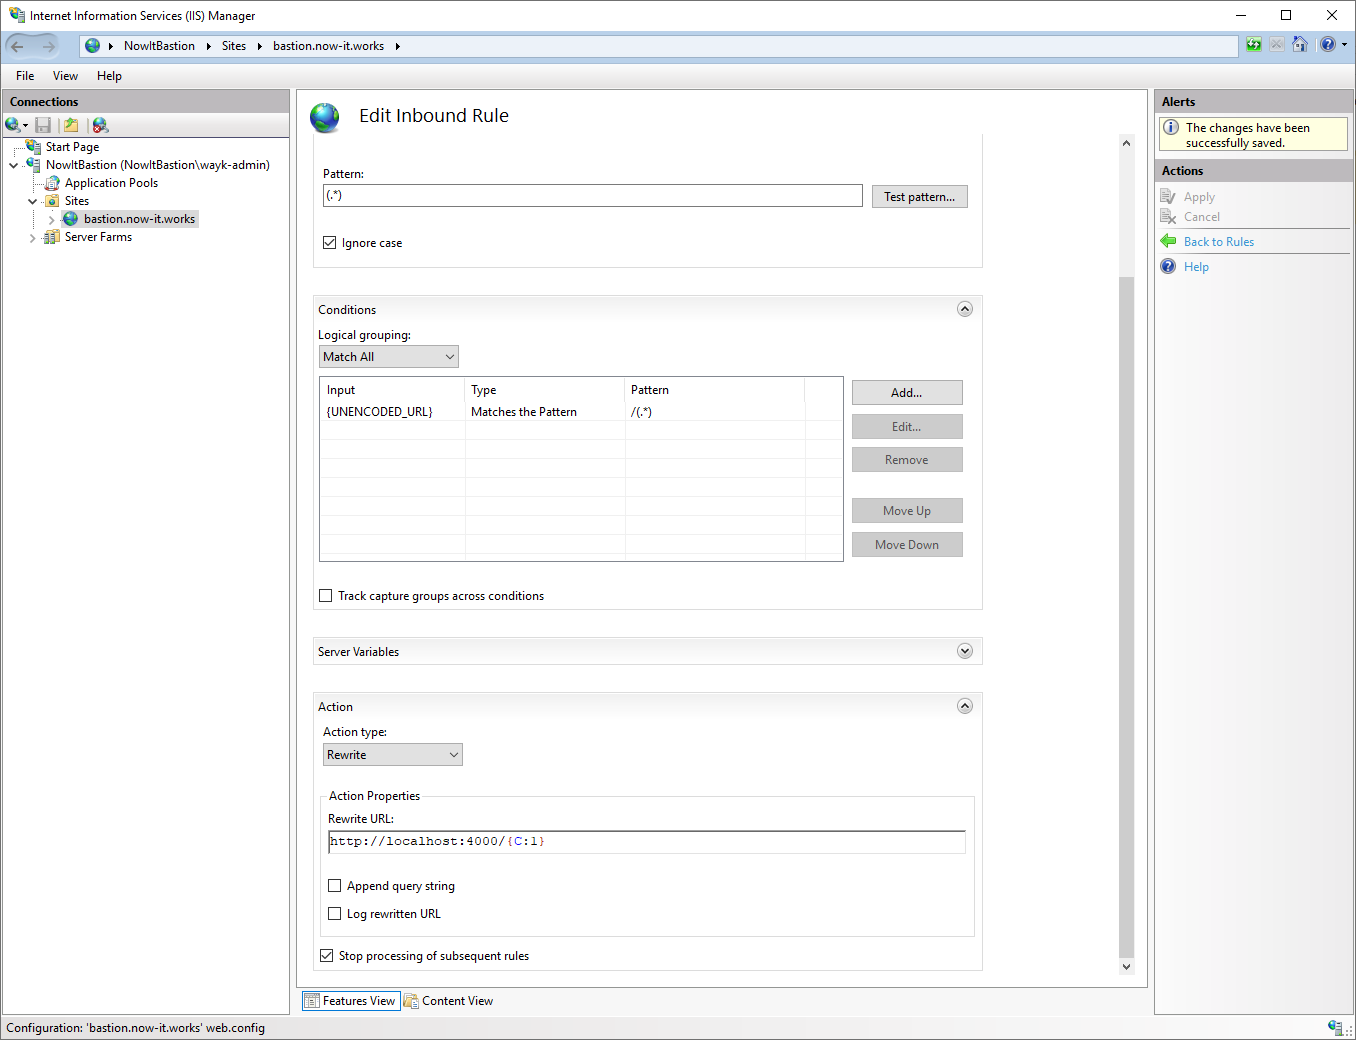 Internet Information Services (IIS) Manager
NowItBastion
Sites
bastion.now-it.works
File
View
Help
Connections
Start Page
NowItBastion (NowItBastion\wayk-admin)
Application Pools
Sites
bastion.now-it.works
Server Farms
Edit Inbound Rule
Pattern:
(.*)
Test pattern...
Ignore case
Conditions
Logical grouping:
Match All
Input Type Pattern
{UNENCODED_URL} Matches the Pattern /(.*)
Add...
Edit...
Remove
Move Up
Move Down
Track capture groups across conditions
Server Variables
Action
Action type:
Rewrite
Action Properties
Rewrite URL:
http://localhost:4000/{C:1}
Append query string
Log rewritten URL
Stop processing of subsequent rules
Features View
Content View
Alerts
The changes have been
successfully saved.
Actions
Apply
Cancel
Back to Rules
Help
Configuration: 'bastion.now-it.works' web.config